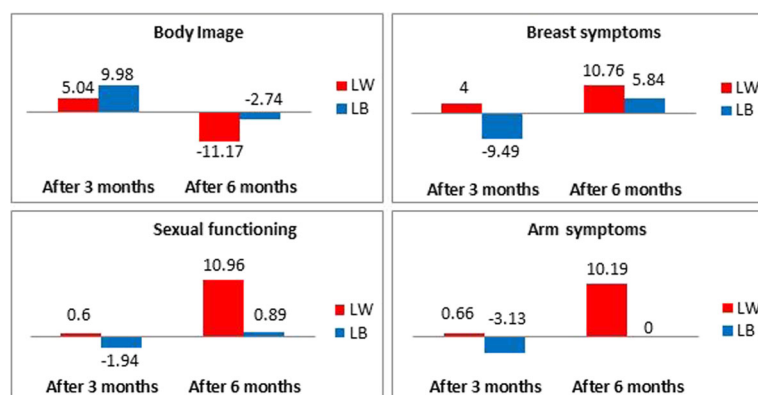 Body Image
5.04
9.98
-11.17
-2.74
LW
LB
After 3 months
After 6 months
Breast symptoms
4
-9.49
10.76
5.84
LW
LB
After 3 months
After 6 months
Sexual functioning
0.6
-1.94
10.96
0.89
LW
LB
After 3 months
After 6 months
Arm symptoms
0.66
-3.13
10.19
0
LW
LB
After 3 months
After 6 months